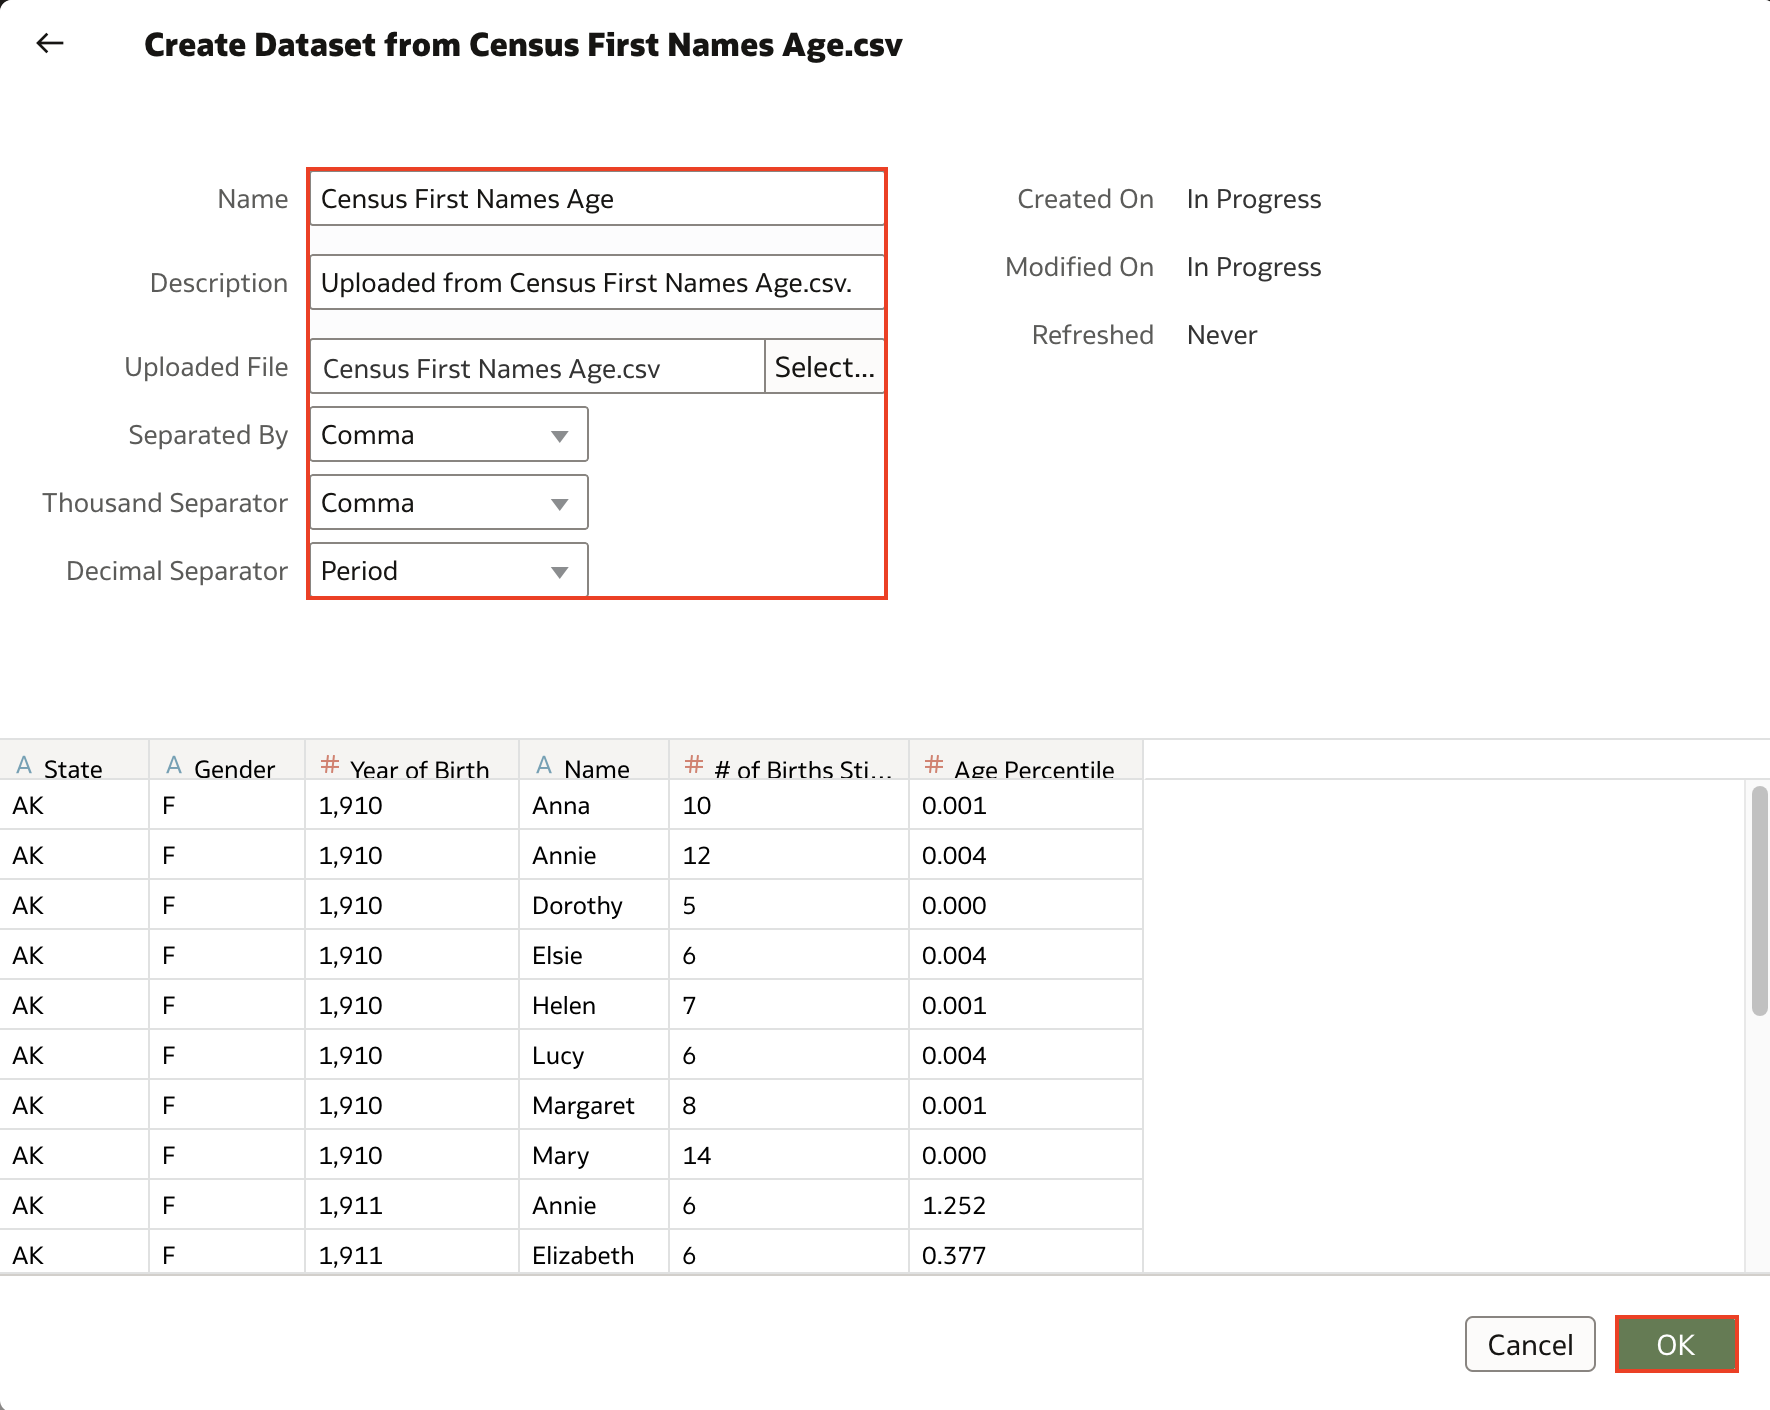 Create Dataset from Census First Names Age.csv
Name Census First Names Age
Created On In Progress
Description Uploaded from Census First Names Age.csv.
Modified On In Progress
Refreshed Never
Uploaded File Census First Names Age.csv Select...
Separated By Comma
Thousand Separator Comma
Decimal Separator Period
A State A Gender # Year of Birth A Name # # of Births Sti... # Age Percentile
AK F 1,910 Anna 10 0.001
AK F 1,910 Annie 12 0.004
AK F 1,910 Dorothy 5 0.000
AK F 1,910 Elsie 6 0.004
AK F 1,910 Helen 7 0.001
AK F 1,910 Lucy 6 0.004
AK F 1,910 Margaret 8 0.001
AK F 1,910 Mary 14 0.000
AK F 1,911 Annie 6 1.252
AK F 1,911 Elizabeth 6 0.377
Cancel OK